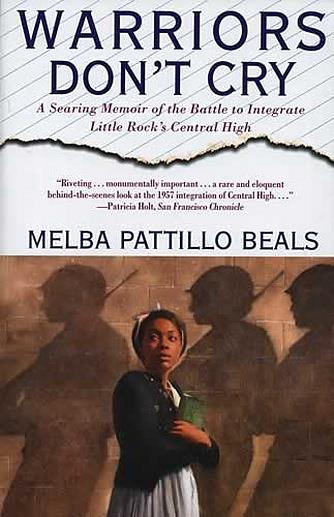 WARRIORS
DON'T CRY
A Searing Memoir of the Battle to Integrate
Little Rock's Central High
"Riveting . . . monumentally important . . . a rare and eloquent
behind-the-scenes look at the 1957 integration of Central High. . . ."
—Patricia Holt, San Francisco Chronicle
MELBA PATTILLO BEALS